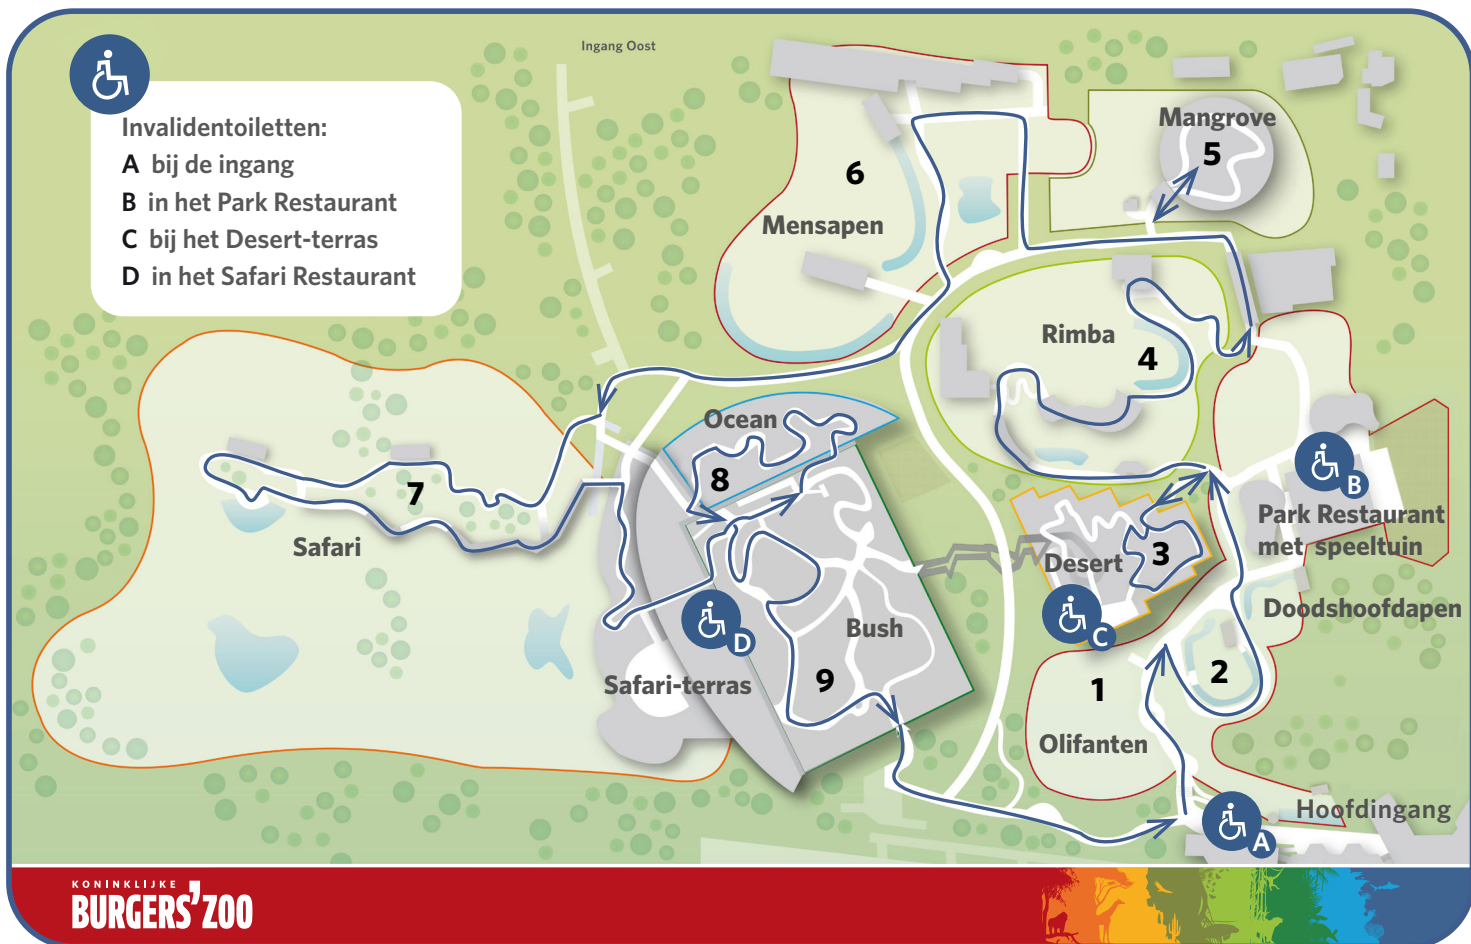 Ingang Oost
Invalidentoiletten:
A bij de ingang
B in het Park Restaurant
C bij het Desert-terras
D in het Safari Restaurant
Mangrove
5
6
Mensapen
Rimba
4
Ocean
8
7
Safari
B
Park Restaurant
met speeltuin
Desert
3
Doodshoofdapen
C
D
Bush
Safari-terras
9
1
2
Olifanten
Hoofdingang
A
KONINKLIJKE
BURGERS' ZOO